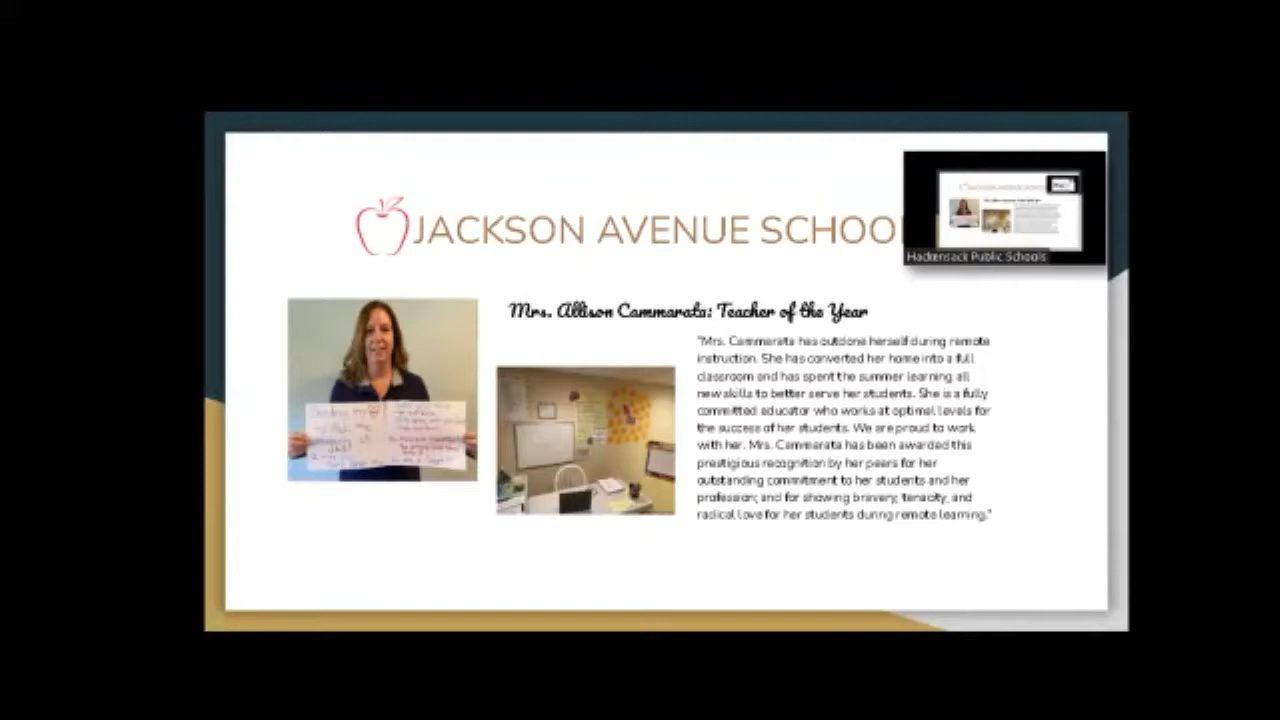 JACKSON AVENUE SCHOO
Hackensack Public Schools
Mrs. Allison Cammarata: Teacher of the Year
"Mrs. Cammarata has outdone herself during remote
instruction. She has converted her home into a full
classroom and has spent the summer learning all
new skills to better serve her students. She is a fully
committed educator who works at optimal levels for
the success of her students. We are proud to work
with her. Mrs. Cammarata has been awarded this
prestigious recognition by her peers for her
outstanding commitment to her students and her
profession; and for showing bravery, tenacity, and
radical love for her students during remote learning."